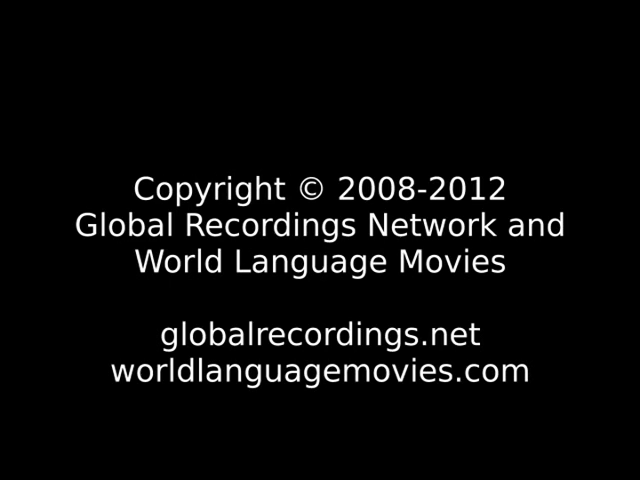 Copyright © 2008-2012
Global Recordings Network and
World Language Movies
globalrecordings.net
worldlanguagemovies.com